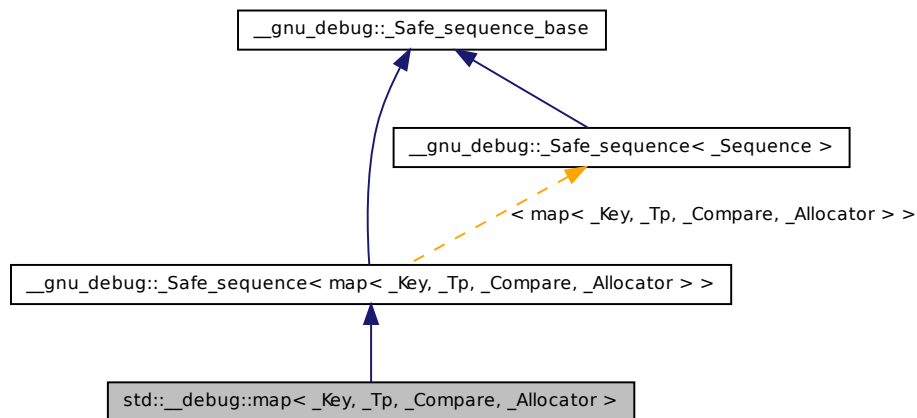 __gnu_debug::_Safe_sequence_base
__gnu_debug::_Safe_sequence< _Sequence >
< map< _Key, _Tp, _Compare, _Allocator > >
__gnu_debug::_Safe_sequence< map< _Key, _Tp, _Compare, _Allocator > >
std::__debug::map< _Key, _Tp, _Compare, _Allocator >